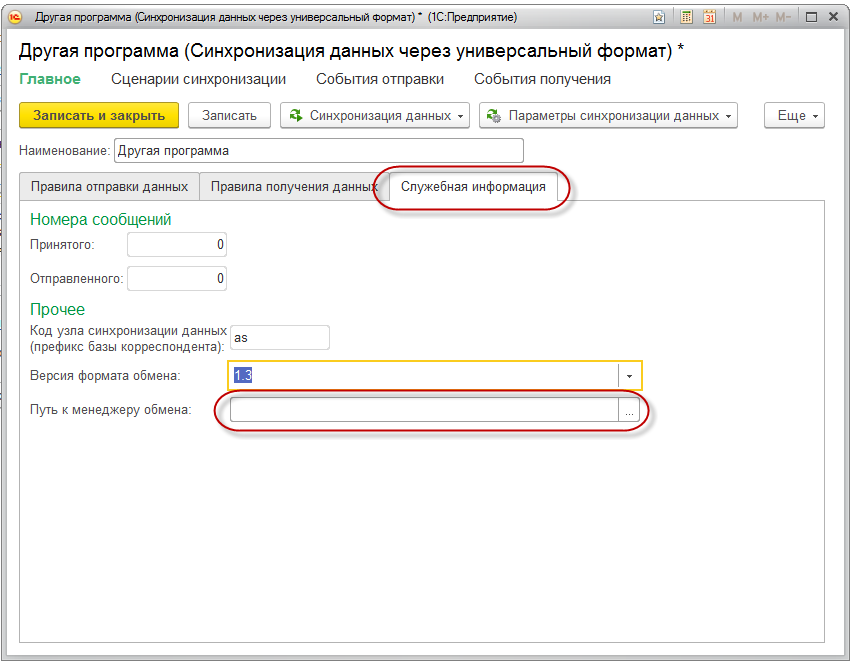 Другая программа (Синхронизация данных через универсальный формат) * (1С:Предприятие)
31 M M+ M-
Другая программа (Синхронизация данных через универсальный формат) *
Главное Сценарии синхронизации События отправки События получения
Записать и закрыть Записать Синхронизация данных Параметры синхронизации данных Еще
Наименование: Другая программа
Правила отправки данных Правила получения данных Служебная информация
Номера сообщений
Принятого: 0
Отправленного: 0
Прочее
Код узла синхронизации данных
(префикс базы корреспондента): as
Версия формата обмена: 1.3
Путь к менеджеру обмена: ...